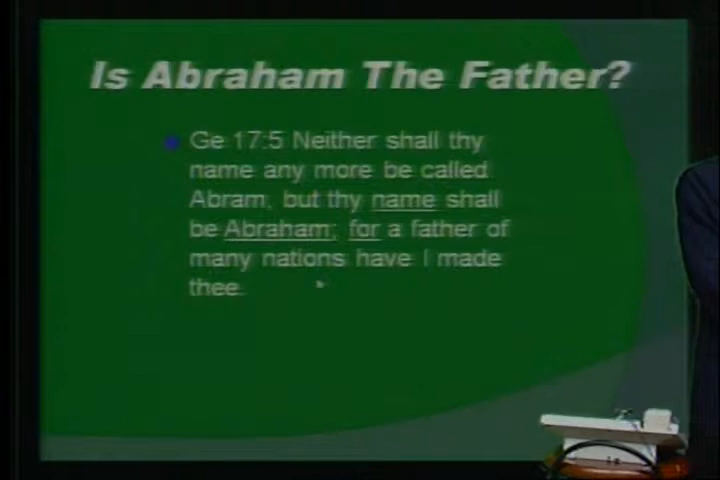 Is Abraham The Father?
Ge 17:5 Neither shall thy
name any more be called
Abram, but thy name shall
be Abraham; for a father of
many nations have I made
thee.